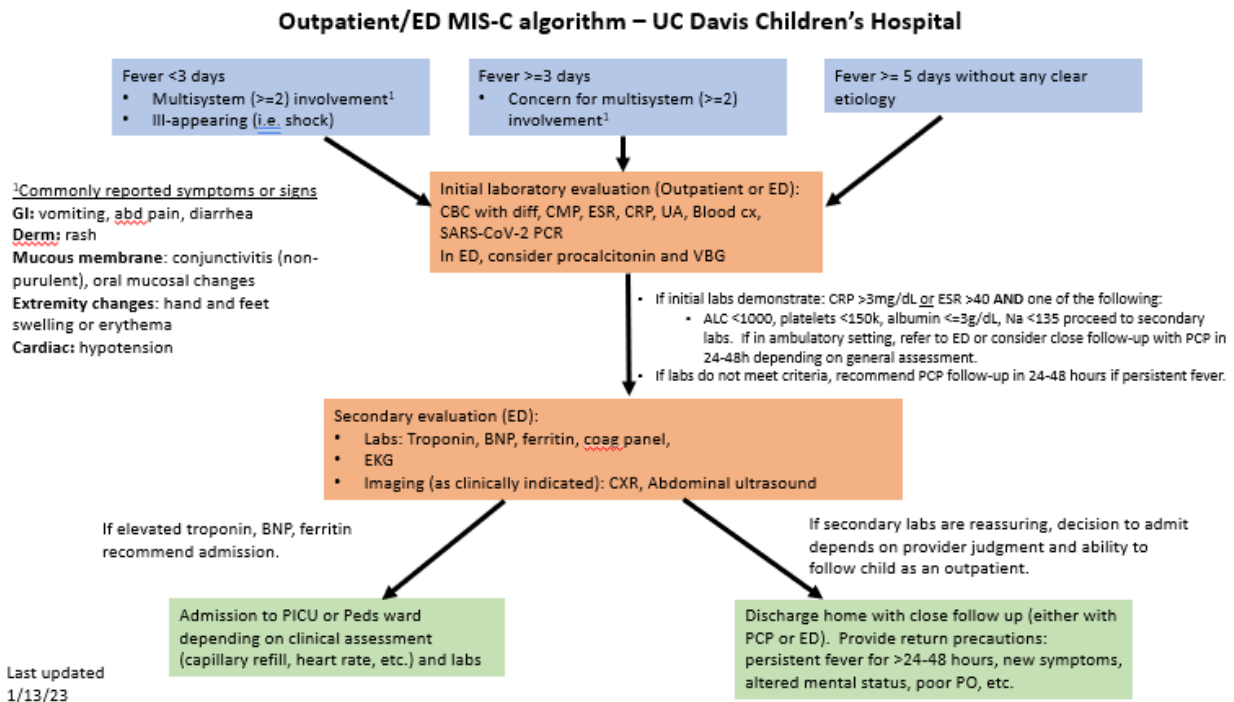 Outpatient/ED MIS-C algorithm – UC Davis Children's Hospital
Fever <3 days
• Multisystem (>=2) involvement¹
• Ill-appearing (i.e. shock)
Fever >=3 days
• Concern for multisystem (>=2)
involvement¹
Fever >= 5 days without any clear
etiology
¹Commonly reported symptoms or signs
GI: vomiting, abd pain, diarrhea
Derm: rash
Mucous membrane: conjunctivitis (non-
purulent), oral mucosal changes
Extremity changes: hand and feet
swelling or erythema
Cardiac: hypotension
Initial laboratory evaluation (Outpatient or ED):
CBC with diff, CMP, ESR, CRP, UA, Blood cx,
SARS-CoV-2 PCR
In ED, consider procalcitonin and VBG
• If initial labs demonstrate: CRP >3mg/dL or ESR >40 AND one of the following:
• ALC <1000, platelets <150k, albumin <=3g/dL, Na <135 proceed to secondary
labs. If in ambulatory setting, refer to ED or consider close follow-up with PCP in
24-48h depending on general assessment.
• If labs do not meet criteria, recommend PCP follow-up in 24-48 hours if persistent fever.
Secondary evaluation (ED):
• Labs: Troponin, BNP, ferritin, coag panel,
• EKG
• Imaging (as clinically indicated): CXR, Abdominal ultrasound
If elevated troponin, BNP, ferritin
recommend admission.
If secondary labs are reassuring, decision to admit
depends on provider judgment and ability to
follow child as an outpatient.
Admission to PICU or Peds ward
depending on clinical assessment
(capillary refill, heart rate, etc.) and labs
Discharge home with close follow up (either with
PCP or ED). Provide return precautions:
persistent fever for >24-48 hours, new symptoms,
altered mental status, poor PO, etc.
Last updated
1/13/23